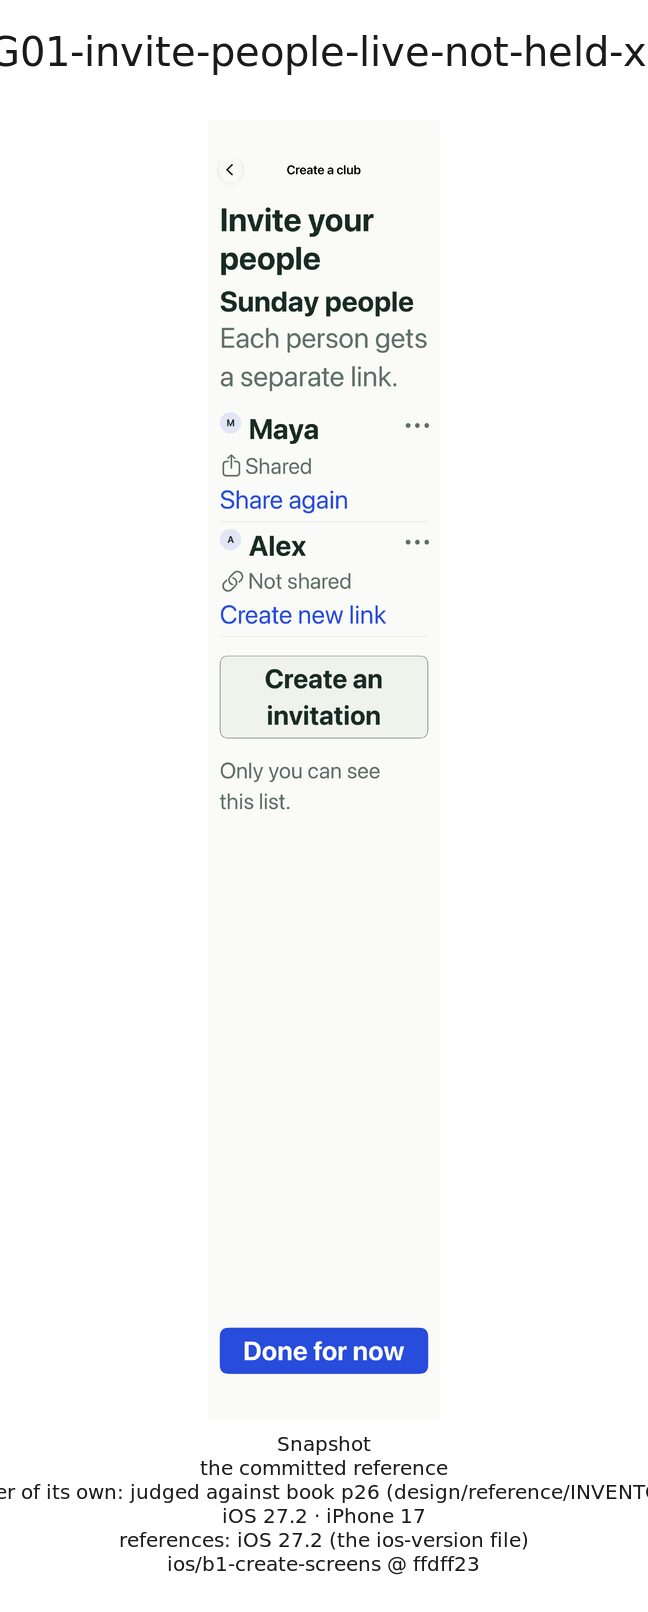 G01-invite-people-live-not-held-x
Create a club
Invite your
people
Sunday people
Each person gets
a separate link.
M Maya
Shared
Share again
A Alex
Not shared
Create new link
Create an
invitation
Only you can see
this list.
Done for now
Snapshot
the committed reference
er of its own: judged against book p26 (design/reference/INVENTO
iOS 27.2 · iPhone 17
references: iOS 27.2 (the ios-version file)
ios/b1-create-screens @ ffdff23